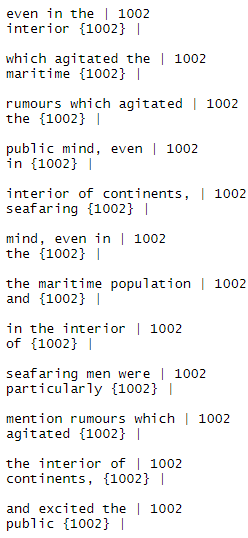 even in the | 1002
interior {1002} |
which agitated the | 1002
maritime {1002} |
rumours which agitated | 1002
the {1002} |
public mind, even | 1002
in {1002} |
interior of continents, | 1002
seafaring {1002} |
mind, even in | 1002
the {1002} |
the maritime population | 1002
and {1002} |
in the interior | 1002
of {1002} |
seafaring men were | 1002
particularly {1002} |
mention rumours which | 1002
agitated {1002} |
the interior of | 1002
continents, {1002} |
and excited the | 1002
public {1002} |